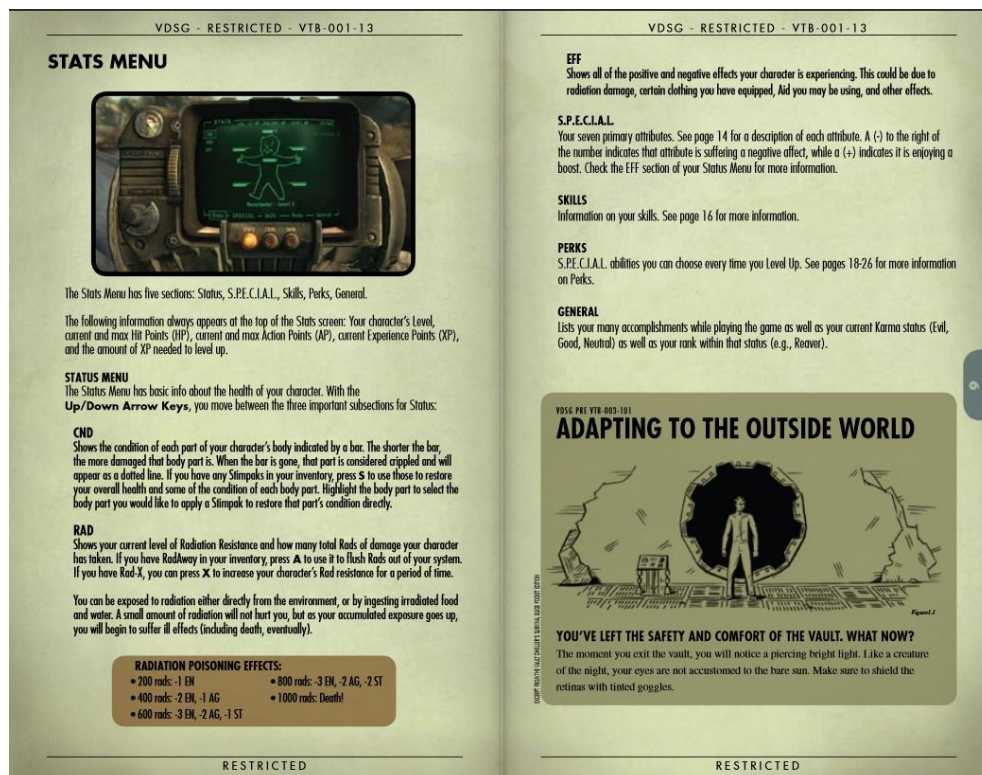 VDSG - RESTRICTED - VTB-001-13
STATS MENU
STATS
The Stats Menu has five sections: Status, S.P.E.C.I.A.L., Skills, Perks, General.
The following information always appears at the top of the Stats screen: Your character's Level,
current and max Hit Points (HP), current and max Action Points (AP), current Experience Points (XP),
and the amount of XP needed to level up.
STATUS MENU
The Status Menu has basic info about the health of your character. With the
Up/Down Arrow Keys, you move between the three important subsections for Status:
CND
Shows the condition of each part of your character's body indicated by a bar. The shorter the bar,
the more damaged that body part is. When the bar is gone, that part is considered crippled and will
appear as a dotted line. If you have any Stimpaks in your inventory, press S to use those to restore
your overall health and some of the condition of each body part. Highlight the body part to select the
body part you would like to apply a Stimpak to restore that part's condition directly.
RAD
Shows your current level of Radiation Resistance and how many total Rads of damage your character
has taken. If you have RadAway in your inventory, press A to use it to flush Rads out of your system.
If you have Rad-X, you can press X to increase your character's Rad resistance for a period of time.
You can be exposed to radiation either directly from the environment, or by ingesting irradiated food
and water. A small amount of radiation will not hurt you, but as your accumulated exposure goes up,
you will begin to suffer ill effects (including death, eventually).
RADIATION POISONING EFFECTS:
• 200 rads: -1 EN
• 400 rads: -2 EN, -1 AG
• 600 rads: -3 EN, -2 AG, -1 ST
• 800 rads: -3 EN, -2 AG, -2 ST
• 1000 rads: Death!
RESTRICTED
VDSG - RESTRICTED - VTB-001-13
EFF
Shows all of the positive and negative effects your character is experiencing. This could be due to
radiation damage, certain clothing you have equipped, Aid you may be using, and other effects.
S.P.E.C.I.A.L.
Your seven primary attributes. See page 14 for a description of each attribute. A (-) to the right of
the number indicates that attribute is suffering a negative affect, while a (+) indicates it is enjoying a
boost. Check the EFF section of your Status Menu for more information.
SKILLS
Information on your skills. See page 16 for more information.
PERKS
S.P.E.C.I.A.L. abilities you can choose every time you Level Up. See pages 18-26 for more information
on Perks.
GENERAL
Lists your many accomplishments while playing the game as well as your current Karma status (Evil,
Good, Neutral) as well as your rank within that status (e.g., Reaver).
9
VDSG PRE VTB-003-101
ADAPTING TO THE OUTSIDE WORLD
Figure1.1
EXCERPT FROM THE VAULT DWELLER'S SURVIVAL GUIDE POCKET EDITION
YOU'VE LEFT THE SAFETY AND COMFORT OF THE VAULT. WHAT NOW?
The moment you exit the vault, you will notice a piercing bright light. Like a creature
of the night, your eyes are not accustomed to the bare sun. Make sure to shield the
retinas with tinted goggles.
RESTRICTED